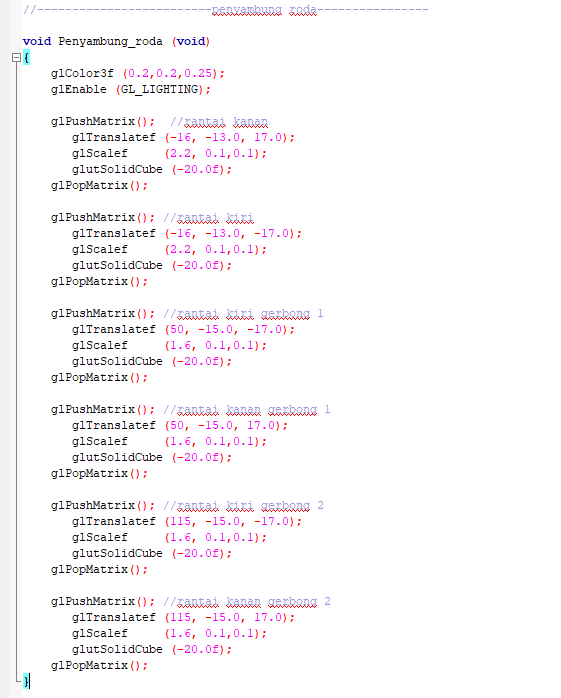 //-------------------------penyambung roda----------------
void Penyambung_roda (void)
{
    glColor3f (0.2,0.2,0.25);
    glEnable (GL_LIGHTING);

    glPushMatrix();  //rantai kanan
       glTranslatef (-16, -13.0, 17.0);
       glScalef     (2.2, 0.1,0.1);
       glutSolidCube (-20.0f);
    glPopMatrix();

    glPushMatrix(); //rantai kiri
       glTranslatef (-16, -13.0, -17.0);
       glScalef     (2.2, 0.1,0.1);
       glutSolidCube (-20.0f);
    glPopMatrix();

    glPushMatrix(); //rantai kiri gerbong 1
       glTranslatef (50, -15.0, -17.0);
       glScalef     (1.6, 0.1,0.1);
       glutSolidCube (-20.0f);
    glPopMatrix();

    glPushMatrix(); //rantai kanan gerbong 1
       glTranslatef (50, -15.0, 17.0);
       glScalef     (1.6, 0.1,0.1);
       glutSolidCube (-20.0f);
    glPopMatrix();

    glPushMatrix(); //rantai kiri gerbong 2
       glTranslatef (115, -15.0, -17.0);
       glScalef     (1.6, 0.1,0.1);
       glutSolidCube (-20.0f);
    glPopMatrix();

    glPushMatrix(); //rantai kanan gerbong 2
       glTranslatef (115, -15.0, 17.0);
       glScalef     (1.6, 0.1,0.1);
       glutSolidCube (-20.0f);
    glPopMatrix();
}